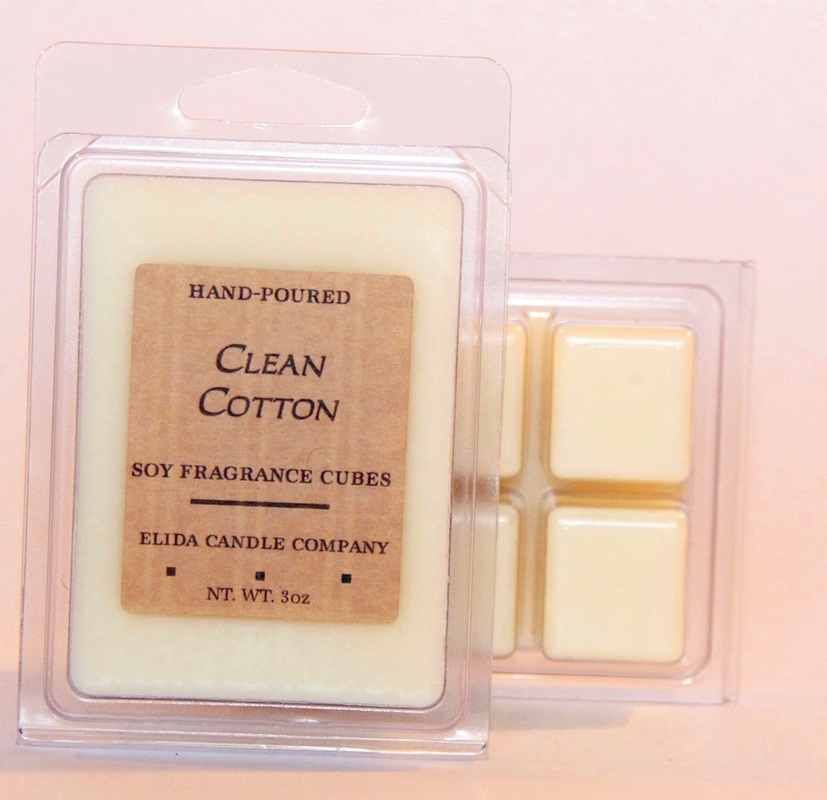 HAND-POURED
CLEAN
COTTON
SOY FRAGRANCE CUBES
ELIDA CANDLE COMPANY
NT. WT. 3oz